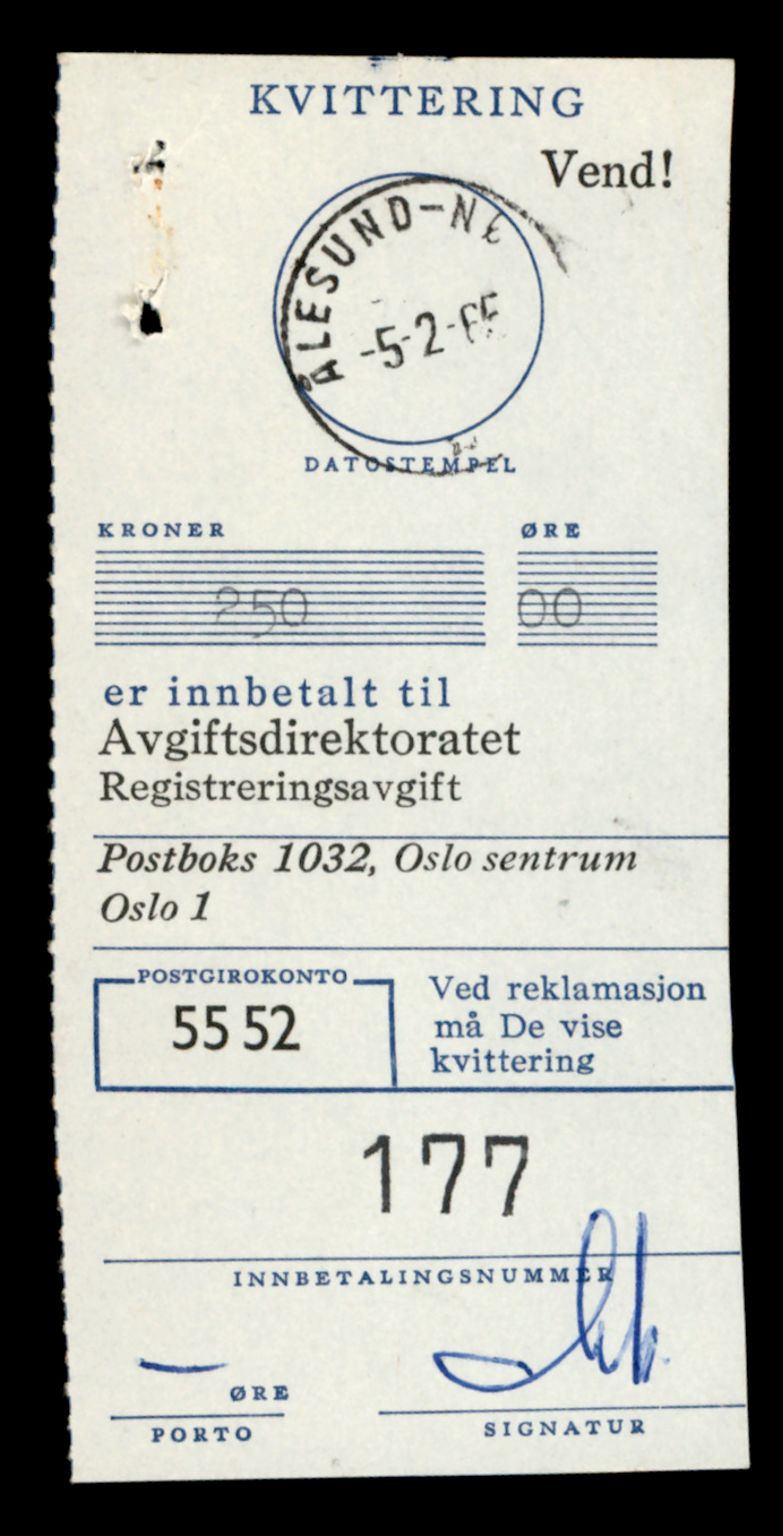 KVITTERING
Vend!
ÅLESUND-N
-5-2-65
DATOSTEMPEL
KRONER ØRE
250 00
er innbetalt til
Avgiftsdirektoratet
Registreringsavgift
Postboks 1032, Oslo sentrum
Oslo 1
POSTGIROKONTO
55 52
Ved reklamasjon
må De vise
kvittering
177
INNBETALINGSNUMMER
— ØRE
PORTO
SIGNATUR